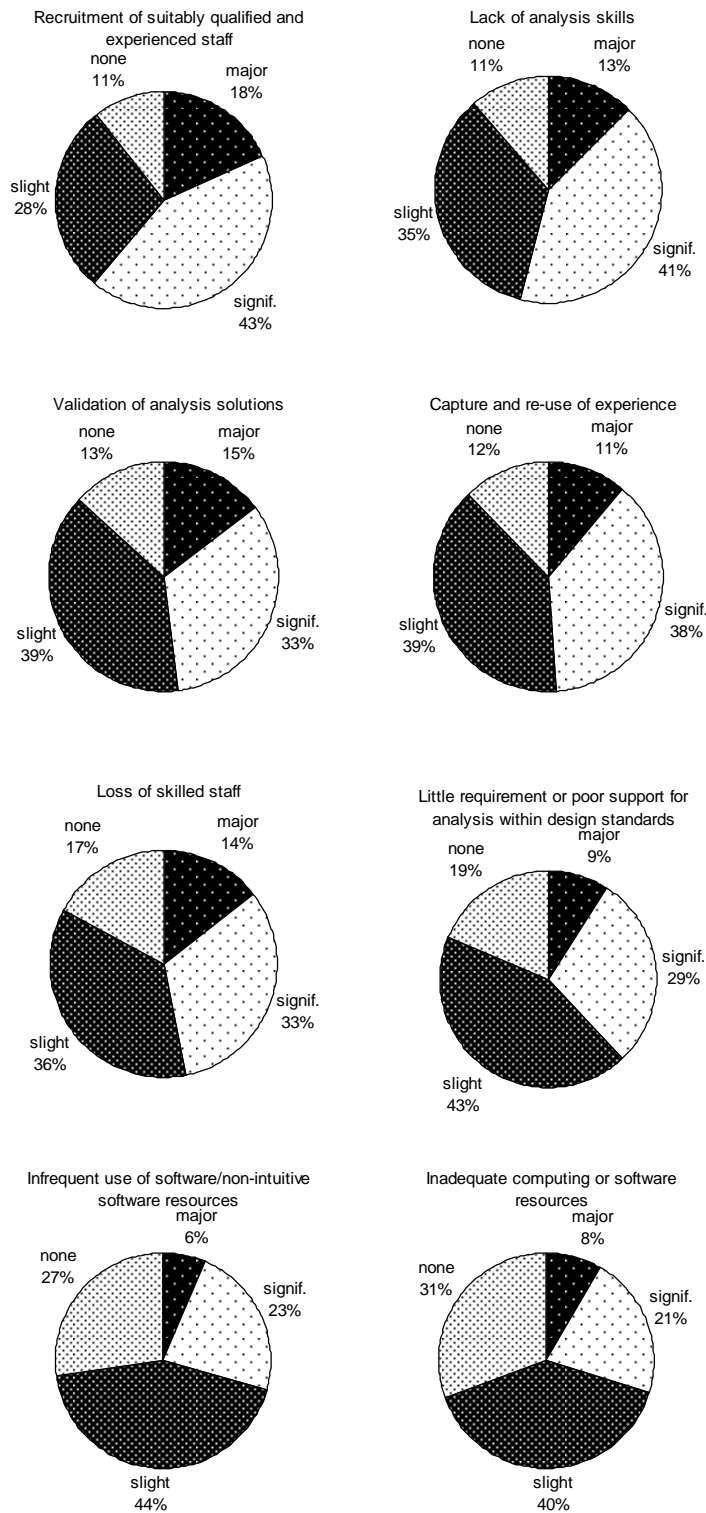 Recruitment of suitably qualified and
experienced staff
none
11%
major
18%
slight
28%
signif.
43%
Lack of analysis skills
none
11%
major
13%
slight
35%
signif.
41%
Validation of analysis solutions
none
13%
major
15%
slight
39%
signif.
33%
Capture and re-use of experience
none
12%
major
11%
slight
39%
signif.
38%
Loss of skilled staff
none
17%
major
14%
slight
36%
signif.
33%
Little requirement or poor support for
analysis within design standards
none
19%
major
9%
signif.
29%
slight
43%
Infrequent use of software/non-intuitive
software resources
none
27%
major
6%
signif.
23%
slight
44%
Inadequate computing or software
resources
none
31%
major
8%
signif.
21%
slight
40%